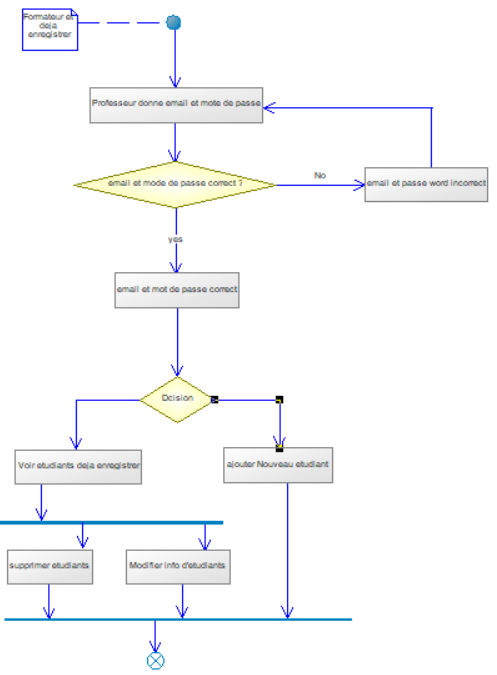 Formateur et
deja
enregistrer
Professeur donne email et mote de passe
email et mode de passe correct ?
No
email et passe word incorrect
yes
email et mot de passe correct
Dcision
Voir etudiants deja enregistrer
ajouter Nouveau etudiant
supprimer etudiants
Modifier info d'etudiants